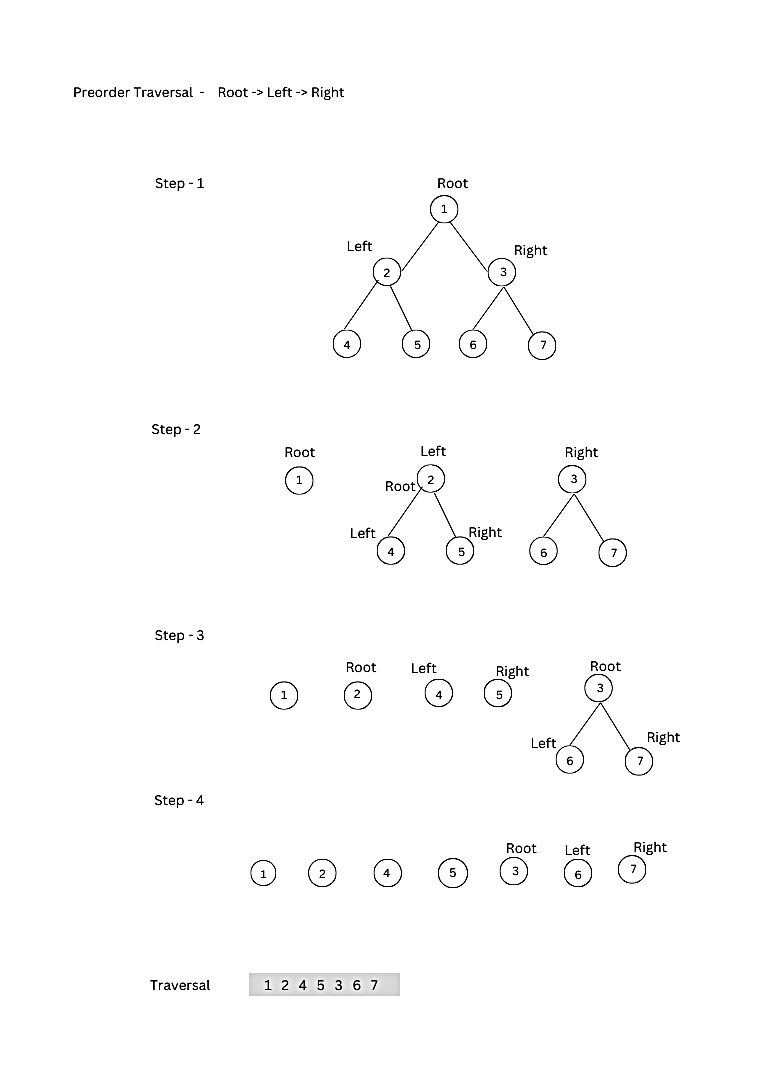 Preorder Traversal -  Root -> Left -> Right
Step - 1
Root
1
Left
Right
2 3
4 5 6 7
Step - 2
Root Left Right
1 Root 2 3
Left Right
4 5 6 7
Step - 3
Root Left Right Root
1 2 4 5 3
Left Right
6 7
Step - 4
Root Left Right
1 2 4 5 3 6 7
Traversal 1 2 4 5 3 6 7